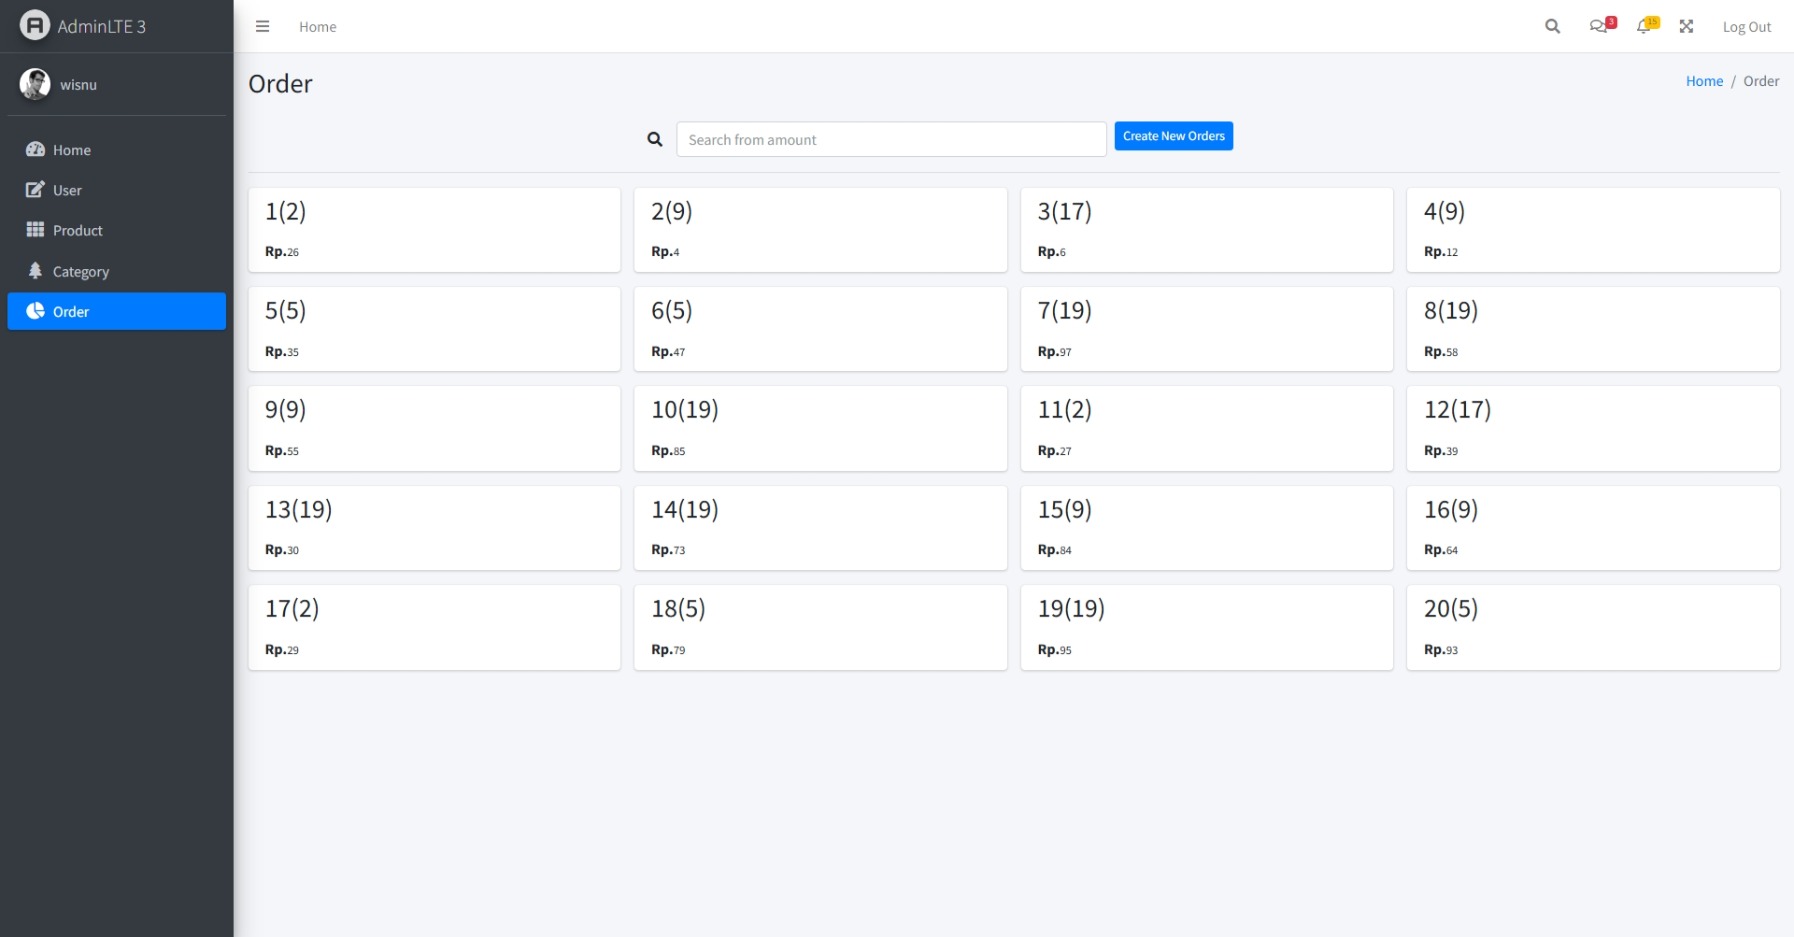 AdminLTE 3
Home
3
15
Log Out
wisnu
Home
User
Product
Category
Order
Order
Home / Order
Search from amount
Create New Orders
1(2)
Rp.26
2(9)
Rp.4
3(17)
Rp.6
4(9)
Rp.12
5(5)
Rp.35
6(5)
Rp.47
7(19)
Rp.97
8(19)
Rp.58
9(9)
Rp.55
10(19)
Rp.85
11(2)
Rp.27
12(17)
Rp.39
13(19)
Rp.30
14(19)
Rp.73
15(9)
Rp.84
16(9)
Rp.64
17(2)
Rp.29
18(5)
Rp.79
19(19)
Rp.95
20(5)
Rp.93